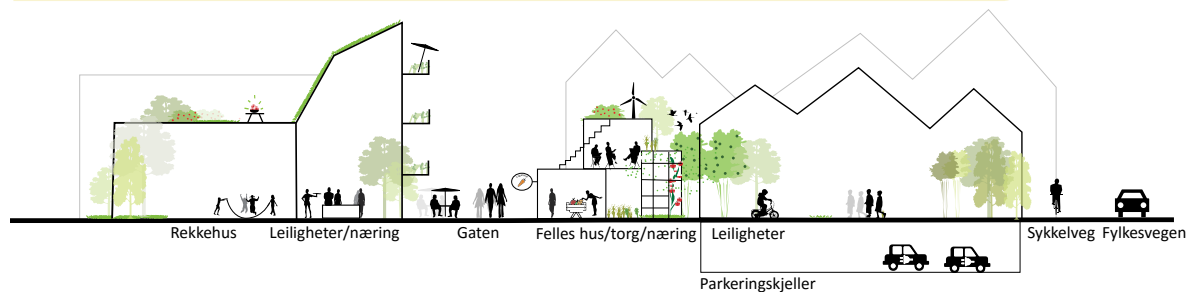 Rekkehus
Leiligheter/næring
Gaten
Felles hus/torg/næring
Leiligheter
Sykkelveg
Fylkesvegen
Parkeringskjeller